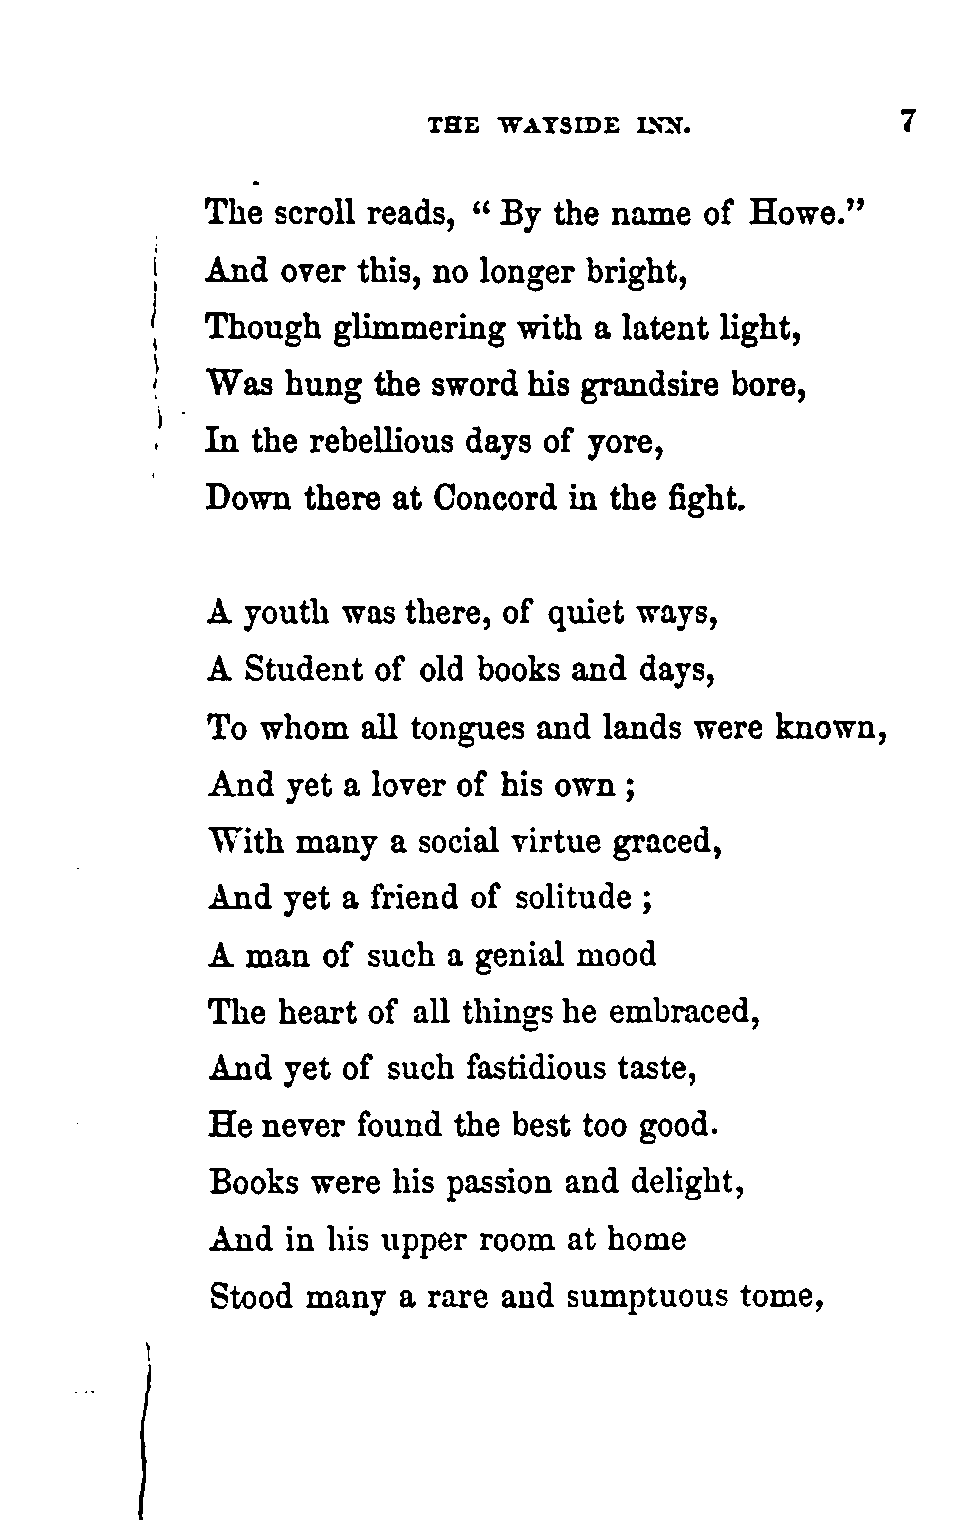 THE WAYSIDE INN. 7
The scroll reads, “ By the name of Howe.”
And over this, no longer bright,
Though glimmering with a latent light,
Was hung the sword his grandsire bore,
In the rebellious days of yore,
Down there at Concord in the fight.
A youth was there, of quiet ways,
A Student of old books and days,
To whom all tongues and lands were known,
And yet a lover of his own ;
With many a social virtue graced,
And yet a friend of solitude ;
A man of such a genial mood
The heart of all things he embraced,
And yet of such fastidious taste,
He never found the best too good.
Books were his passion and delight,
And in his upper room at home
Stood many a rare and sumptuous tome,